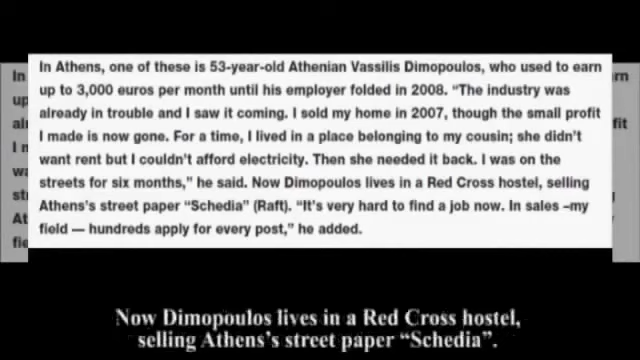 In Athens, one of these is 53-year-old Athenian Vassilis Dimopoulos, who used to earn
up to 3,000 euros per month until his employer folded in 2008. “The industry was
already in trouble and I saw it coming. I sold my home in 2007, though the small profit
I made is now gone. For a time, I lived in a place belonging to my cousin; she didn’t
want rent but I couldn’t afford electricity. Then she needed it back. I was on the
streets for six months,” he said. Now Dimopoulos lives in a Red Cross hostel, selling
Athens’s street paper “Schedia” (Raft). “It’s very hard to find a job now. In sales –my
field — hundreds apply for every post,” he added.
Now Dimopoulos lives in a Red Cross hostel,
selling Athens’s street paper “Schedia”.